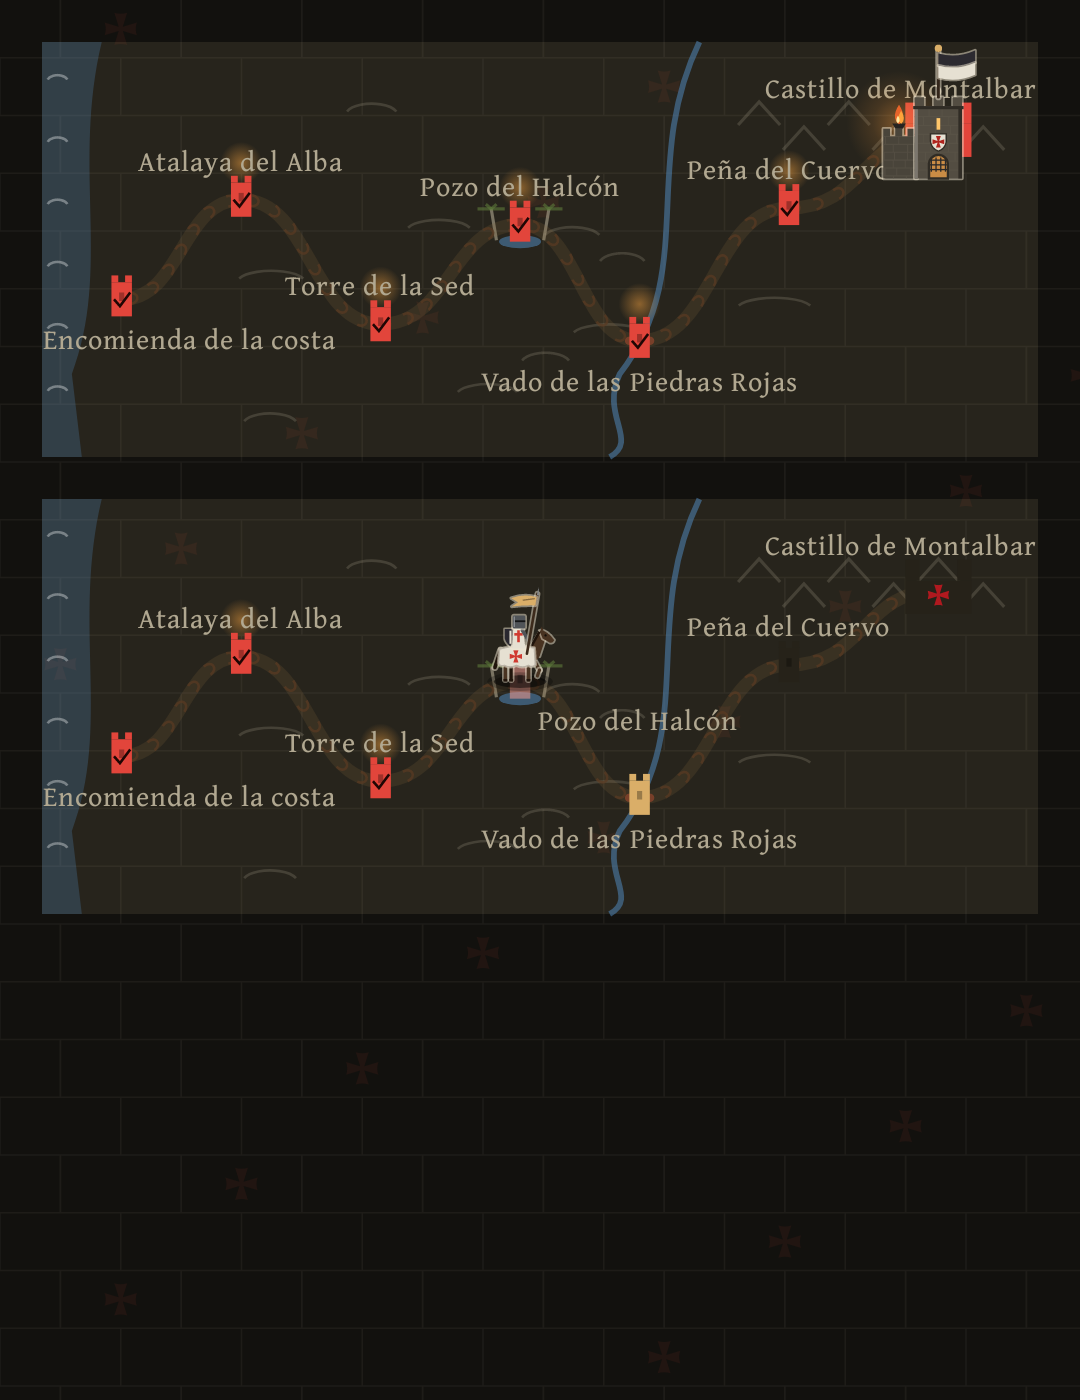 Castillo de Montalbar
Atalaya del Alba
Peña del Cuervo
Pozo del Halcón
Torre de la Sed
Encomienda de la costa
Vado de las Piedras Rojas
Castillo de Montalbar
Atalaya del Alba
Peña del Cuervo
Pozo del Halcón
Torre de la Sed
Encomienda de la costa
Vado de las Piedras Rojas